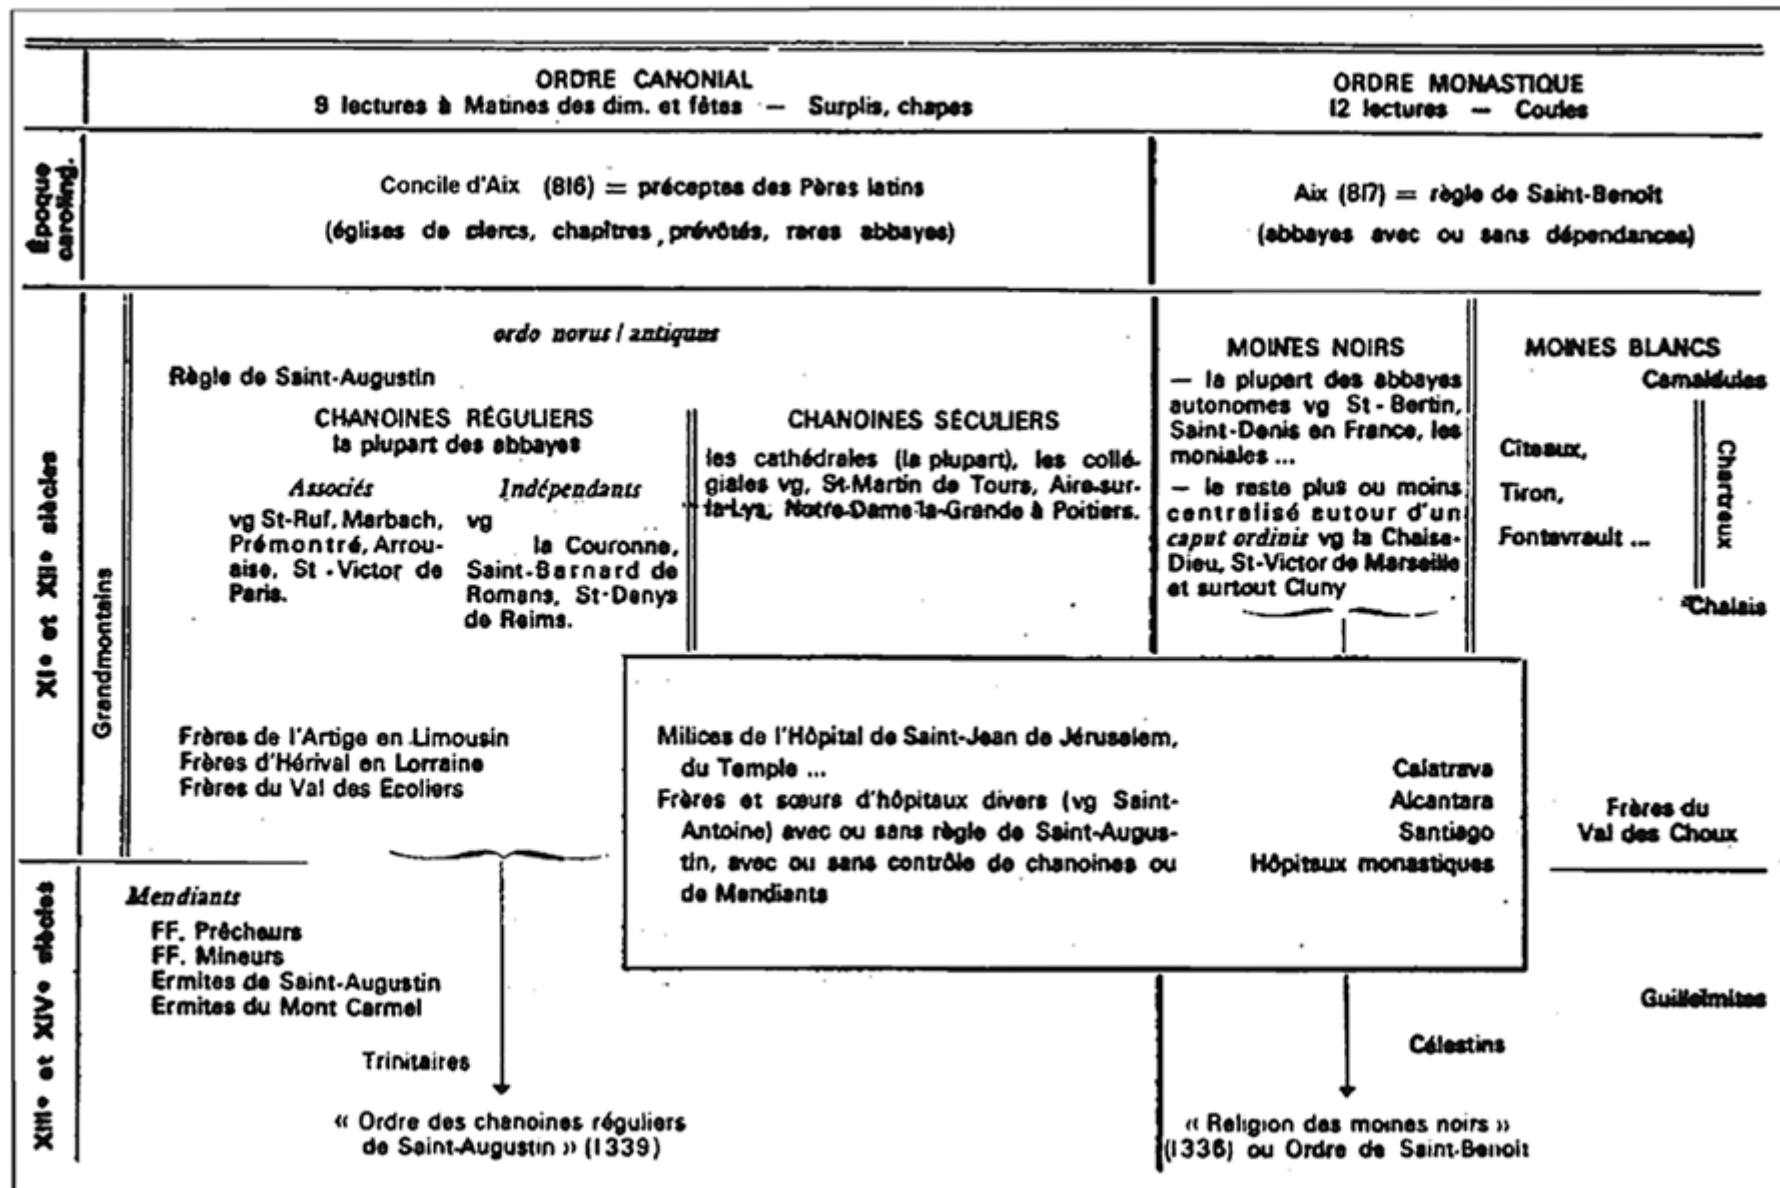 ORDRE CANONIAL
9 lectures à Matines des dim. et fêtes — Surplis, chapes
ORDRE MONASTIQUE
12 lectures — Coules
Époque
caroling.
Concile d'Aix (816) = préceptes des Pères latins
(églises de clercs, chapîtres, prévôtés, rares abbayes)
Aix (817) = règle de Saint-Benoît
(abbayes avec ou sans dépendances)
XIe et XIIe siècles
Grandmontains
ordo novus / antiquus
Règle de Saint-Augustin
CHANOINES RÉGULIERS
la plupart des abbayes
Associés
vg St-Ruf, Marbach,
Prémontré, Arrou-
aise, St-Victor de
Paris.
Indépendants
vg
la Couronne,
Saint-Barnard de
Romans, St-Denys
de Reims.
CHANOINES SÉCULIERS
les cathédrales (la plupart), les collé-
giales vg, St-Martin de Tours, Aire-sur-
la-Lys, Notre-Dame-la-Grande à Poitiers.
MOINES NOIRS
— la plupart des abbayes
autonomes vg St-Bertin,
Saint-Denis en France, les
moniales ...
— le reste plus ou moins
centralisé autour d'un
caput ordinis vg la Chaise-
Dieu, St-Victor de Marseille
et surtout Cluny
MOINES BLANCS
Camaldules
Cîteaux,
Tiron,
Fontevrault ...
Chartreux
Chalais
Frères de l'Artige en Limousin
Frères d'Hérival en Lorraine
Frères du Val des Ecoliers
Milices de l'Hôpital de Saint-Jean de Jérusalem,
du Temple ...
Frères et sœurs d'hôpitaux divers (vg Saint-
Antoine) avec ou sans règle de Saint-Augus-
tin, avec ou sans contrôle de chanoines ou
de Mendiants
Calatrava
Alcantara
Santiago
Hôpitaux monastiques
Frères du
Val des Choux
XIIIe et XIVe siècles
Mendiants
FF. Prêcheurs
FF. Mineurs
Ermites de Saint-Augustin
Ermites du Mont Carmel
Trinitaires
« Ordre des chanoines réguliers
de Saint-Augustin » (1339)
Guillelmites
Célestins
« Religion des moines noirs »
(1336) ou Ordre de Saint-Benoît